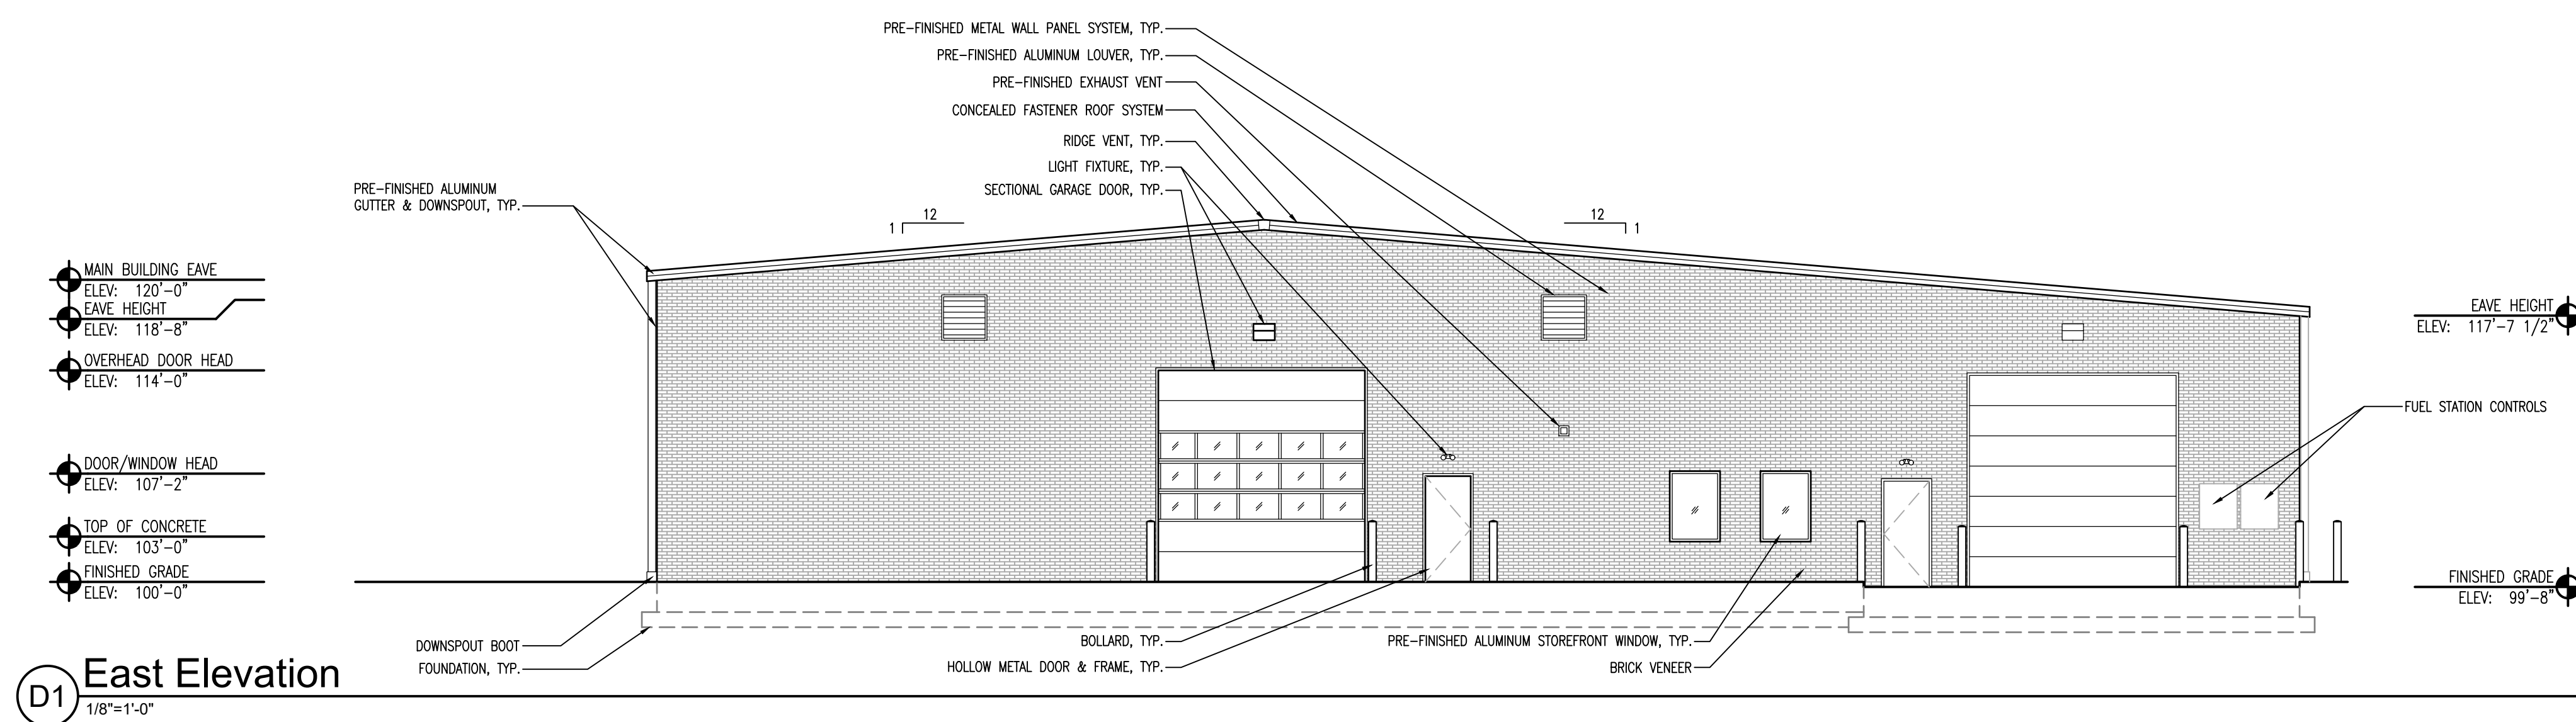 PRE-FINISHED METAL WALL PANEL SYSTEM, TYP.
PRE-FINISHED ALUMINUM LOUVER, TYP.
PRE-FINISHED EXHAUST VENT
CONCEALED FASTENER ROOF SYSTEM
RIDGE VENT, TYP.
LIGHT FIXTURE, TYP.
SECTIONAL GARAGE DOOR, TYP.
PRE-FINISHED ALUMINUM
GUTTER & DOWNSPOUT, TYP.
12
1
12
1
MAIN BUILDING EAVE
ELEV: 120'-0"
EAVE HEIGHT
ELEV: 118'-8"
OVERHEAD DOOR HEAD
ELEV: 114'-0"
DOOR/WINDOW HEAD
ELEV: 107'-2"
TOP OF CONCRETE
ELEV: 103'-0"
FINISHED GRADE
ELEV: 100'-0"
EAVE HEIGHT
ELEV: 117'-7 1/2"
FUEL STATION CONTROLS
FINISHED GRADE
ELEV: 99'-8"
DOWNSPOUT BOOT
FOUNDATION, TYP.
BOLLARD, TYP.
HOLLOW METAL DOOR & FRAME, TYP.
PRE-FINISHED ALUMINUM STOREFRONT WINDOW, TYP.
BRICK VENEER
D1
East Elevation
1/8"=1'-0"